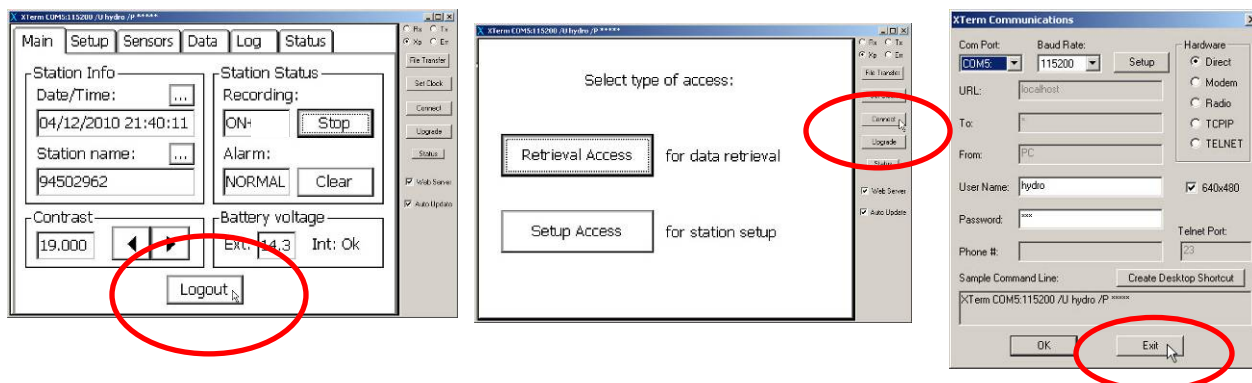 XTerm COM5:115200 /U hydro /P *****
Main Setup Sensors Data Log Status
Station Info
Date/Time: ...
04/12/2010 21:40:11
Station name: ...
94502962
Station Status
Recording:
ON+ Stop
Alarm:
NORMAL Clear
Contrast
19.000
Battery voltage
Ext: 14.3 Int: Ok
Logout
Rx Tx
Xp En
File Transfer
Set Clock
Connect
Upgrade
Status
Web Server
Auto Update
XTerm COM5:115200 /U hydro /P *****
Select type of access:
Retrieval Access for data retrieval
Setup Access for station setup
Rx Tx
Xp En
File Transfer
Connect
Upgrade
Status
Web Server
Auto Update
XTerm Communications
Com Port: Baud Rate:
COM5: 115200 Setup
URL: localhost
To: *
From: PC
User Name: hydro
Password: ***
Phone #:
Hardware
Direct
Modem
Radio
TCPIP
TELNET
640x480
Telnet Port:
23
Sample Command Line: Create Desktop Shortcut
XTerm COM5:115200 /U hydro /P *****
OK Exit